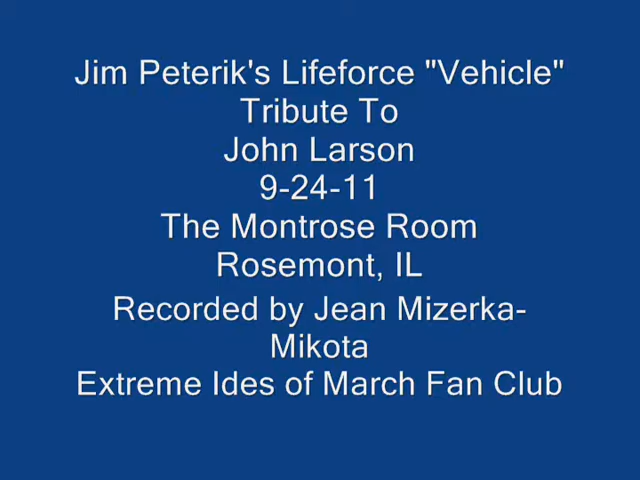 Jim Peterik's Lifeforce "Vehicle"
Tribute To
John Larson
9-24-11
The Montrose Room
Rosemont, IL
Recorded by Jean Mizerka-
Mikota
Extreme Ides of March Fan Club